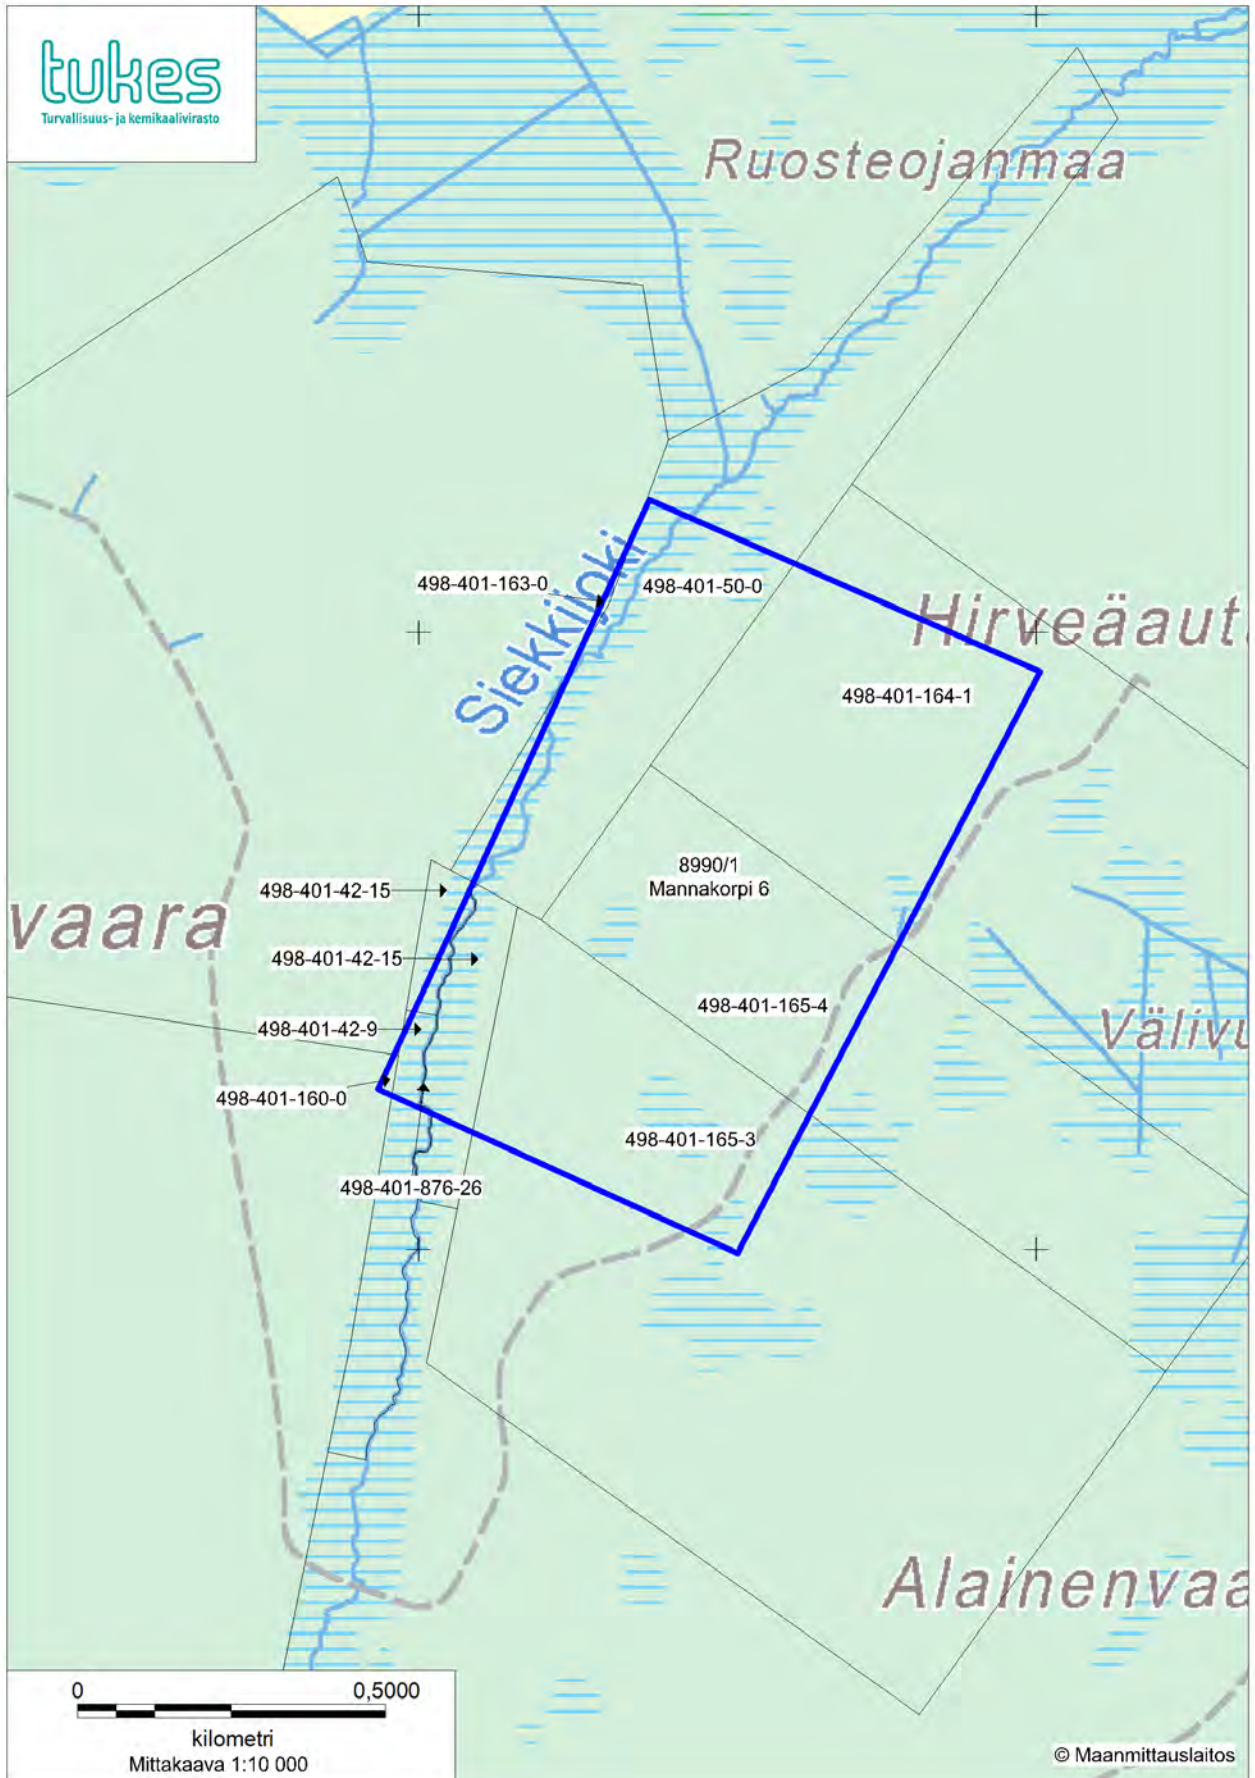 tukes
Turvallisuus- ja kemikaalivirasto
Ruosteojanmaa
498-401-163-0
Siekkijoki
498-401-50-0
Hirveäaut
498-401-164-1
8990/1
Mannakorpi 6
498-401-42-15
vaara
498-401-42-15
498-401-165-4
498-401-42-9
Välivu
498-401-160-0
498-401-165-3
498-401-876-26
Alainenvaa
0 0,5000
kilometri
Mittakaava 1:10 000
© Maanmittauslaitos